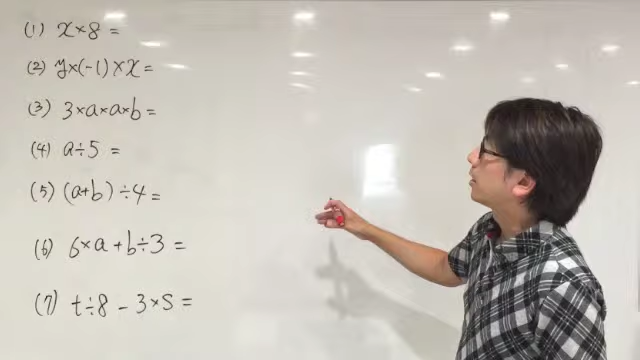 (1) x×8 =
(2) y×(-1)×x=
(3) 3×a×a×b=
(4) a÷5 =
(5) (a+b)÷4=
(6) 6×a+b÷3 =
(7) t÷8 - 3×s =